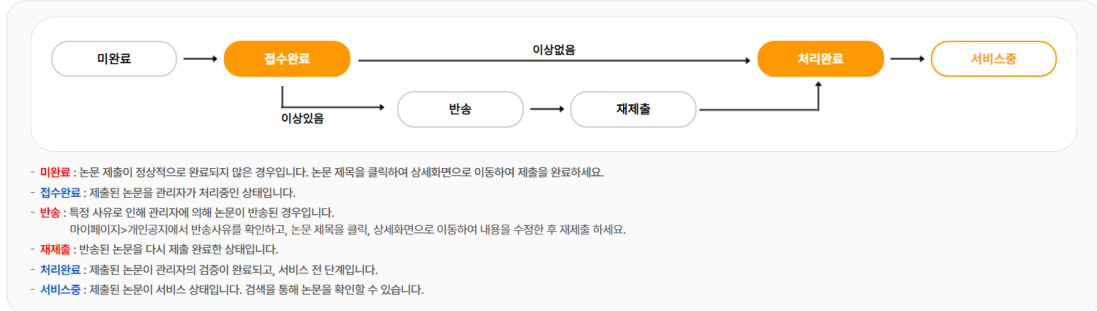 미완료
접수완료
이상없음
처리완료
서비스중
이상있음
반송
재제출
- 미완료 : 논문 제출이 정상적으로 완료되지 않은 경우입니다. 논문 제목을 클릭하여 상세화면으로 이동하여 제출을 완료하세요.
- 접수완료 : 제출된 논문을 관리자가 처리중인 상태입니다.
- 반송 : 특정 사유로 인해 관리자에 의해 논문이 반송된 경우입니다.
마이페이지>개인공지에서 반송사유를 확인하고, 논문 제목을 클릭, 상세화면으로 이동하여 내용을 수정한 후 재제출 하세요.
- 재제출 : 반송된 논문을 다시 제출 완료한 상태입니다.
- 처리완료 : 제출된 논문이 관리자의 검증이 완료되고, 서비스 전 단계입니다.
- 서비스중 : 제출된 논문이 서비스 상태입니다. 검색을 통해 논문을 확인할 수 있습니다.